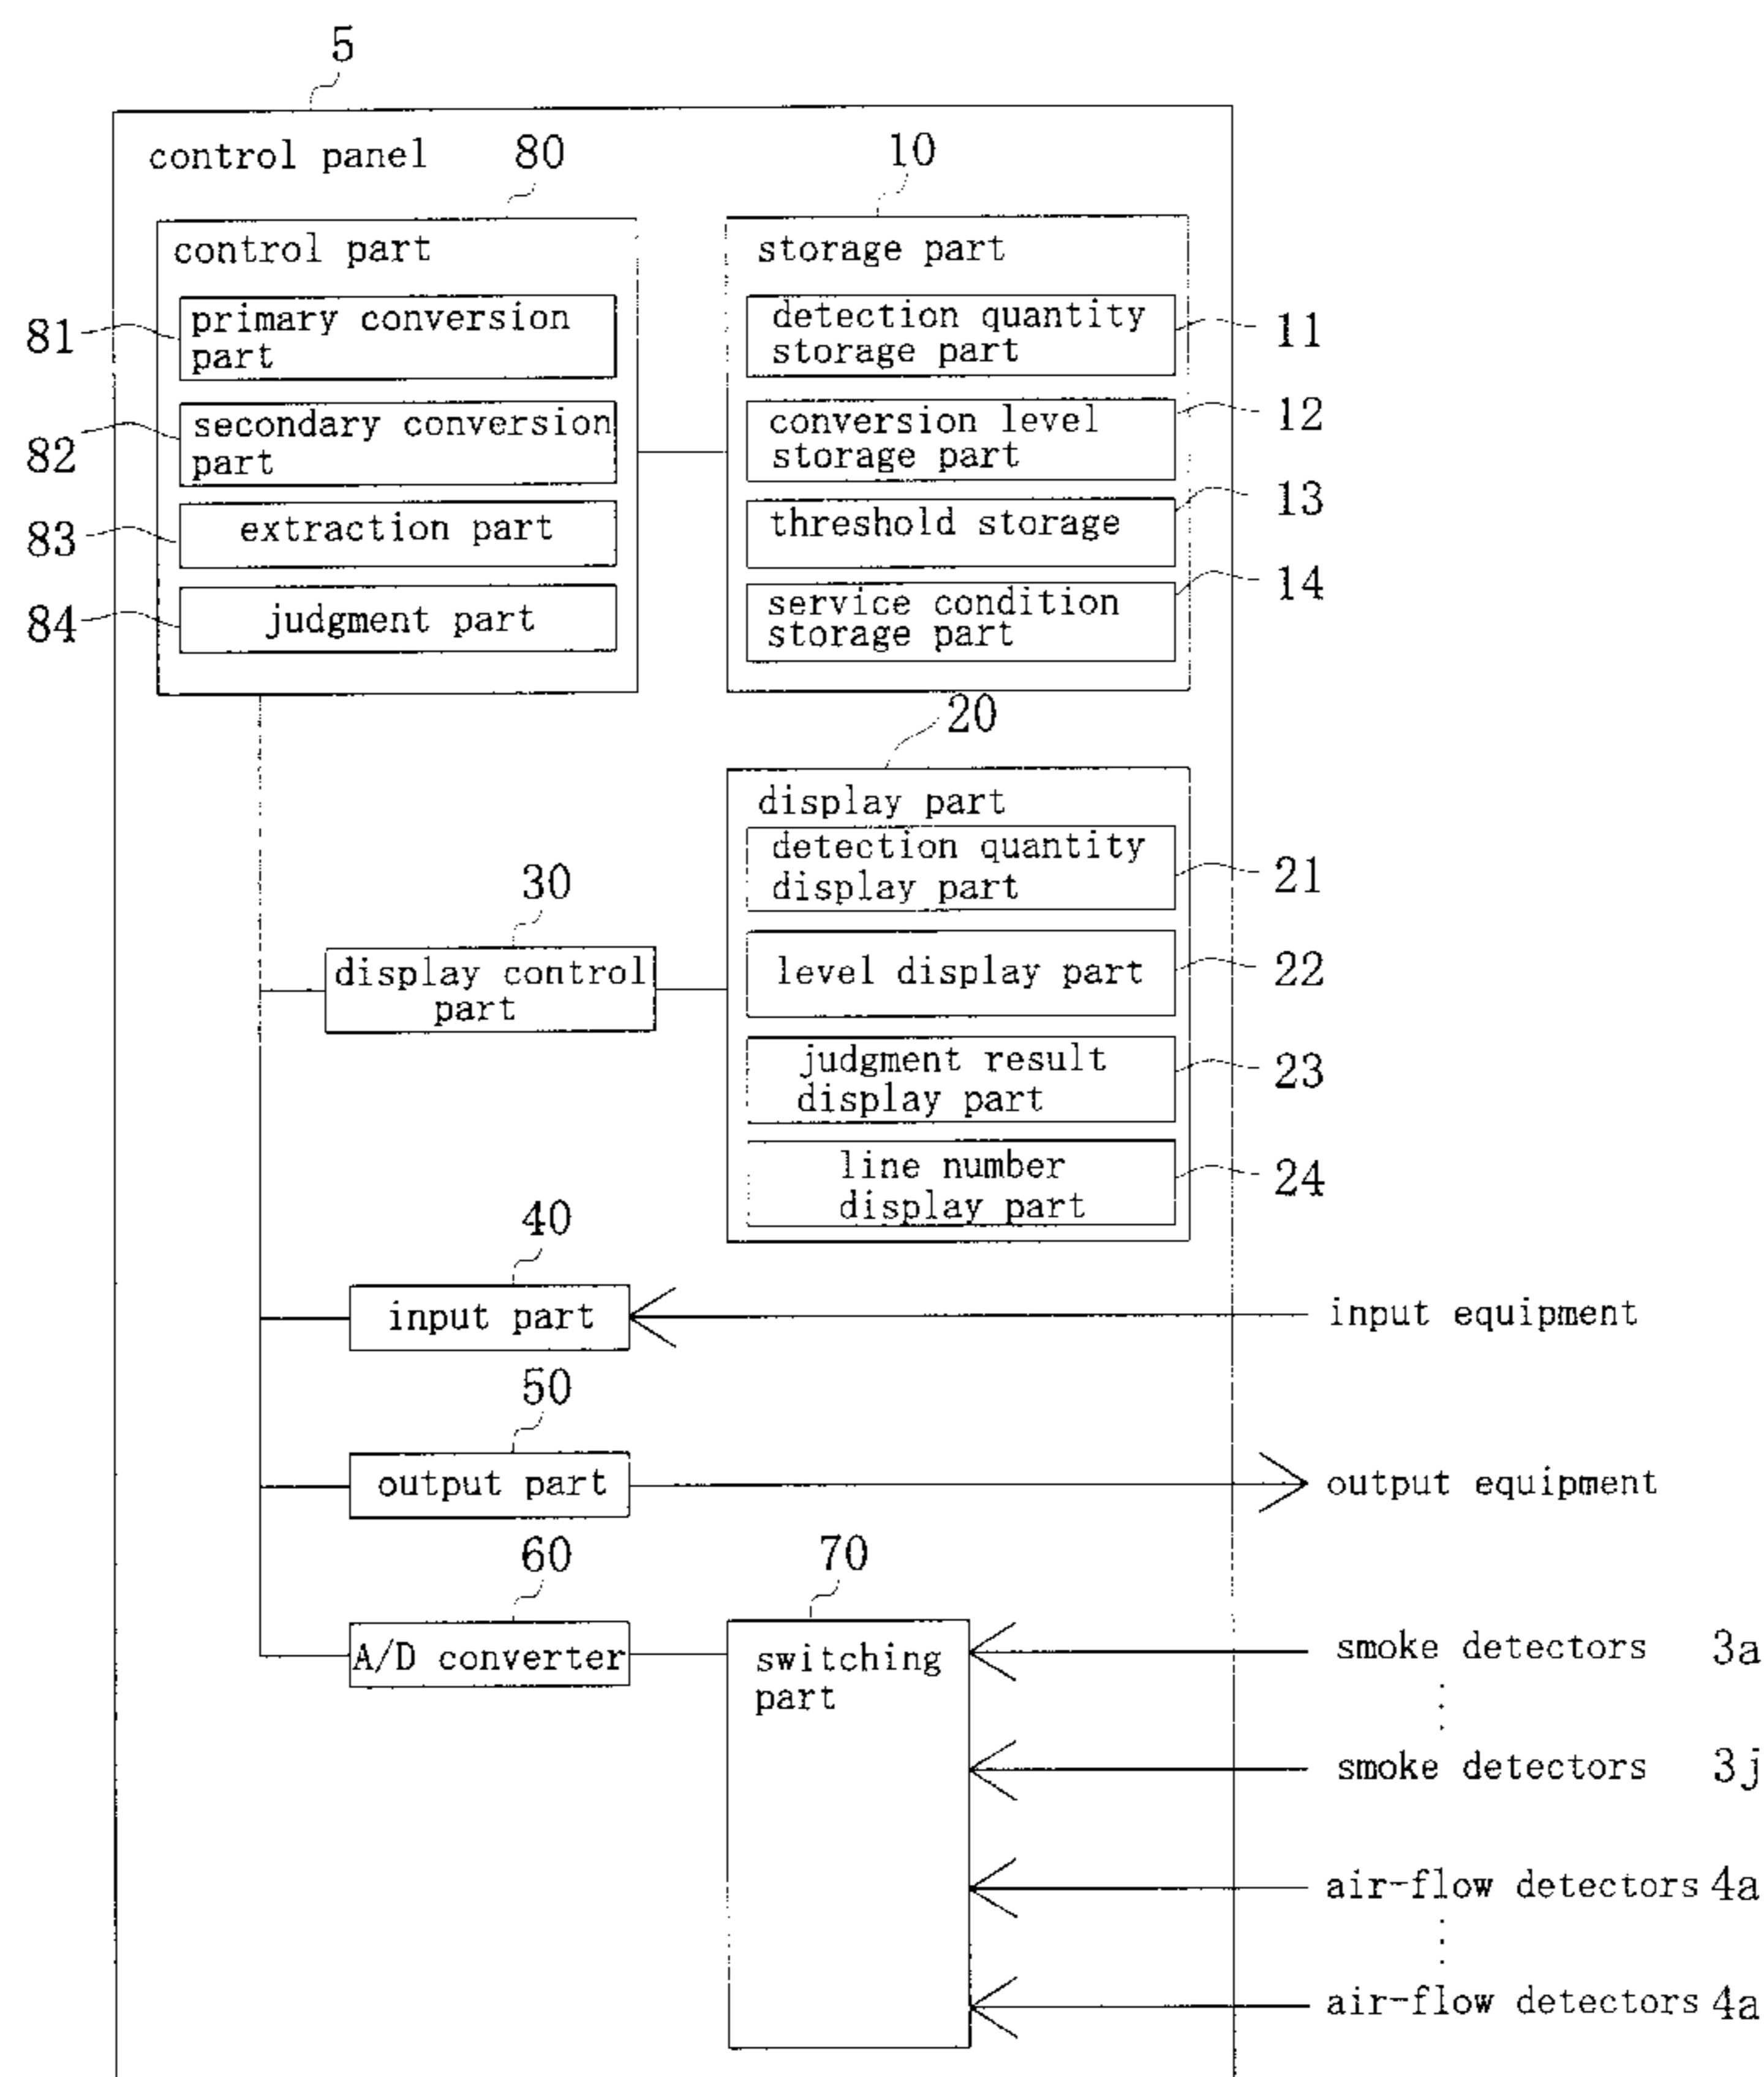 5
control panel
80
10
control part
storage part
81
primary conversion
part
detection quantity
storage part
11
82
secondary conversion
part
conversion level
storage part
12
83
extraction part
threshold storage
13
84
judgment part
service condition
storage part
14
20
display part
detection quantity
display part
21
30
display control
part
level display part
22
judgment result
display part
23
line number
display part
24
40
input part
input equipment
50
output part
output equipment
60
70
A/D converter
switching
part
smoke detectors 3a
smoke detectors 3j
air-flow detectors 4a
air-flow detectors 4a